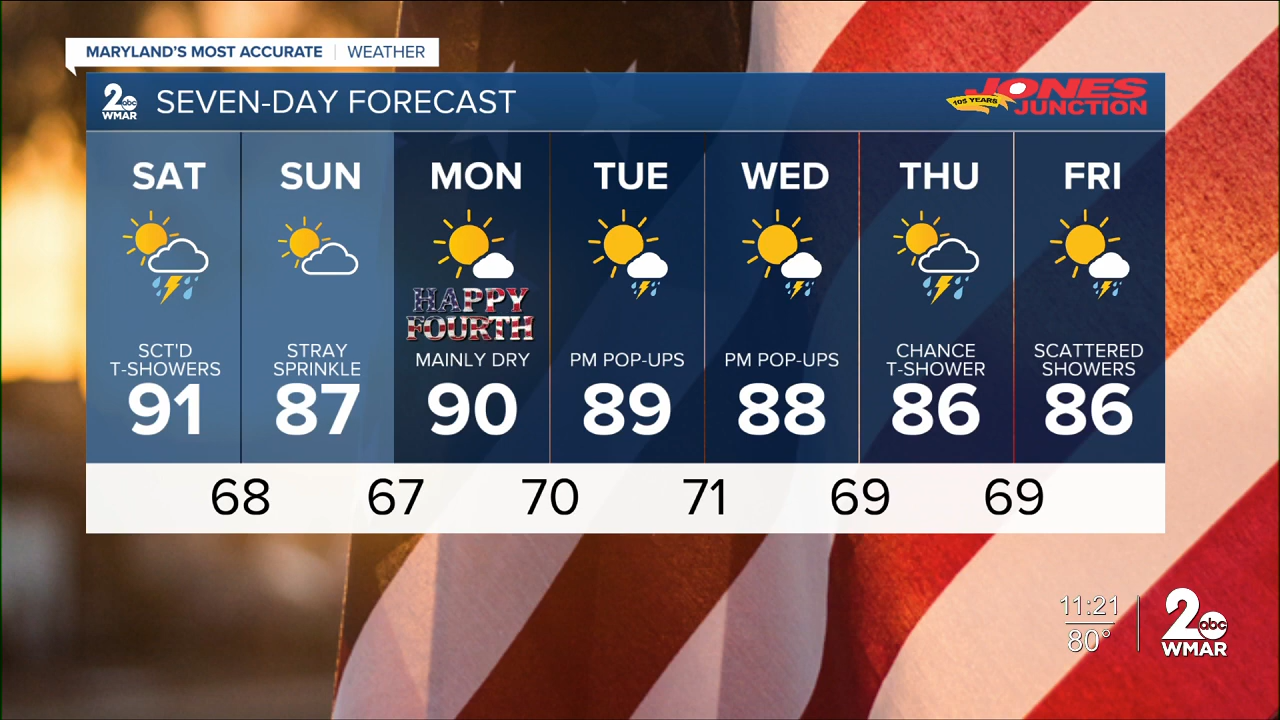 MARYLAND'S MOST ACCURATE | WEATHER
2 abc WMAR
SEVEN-DAY FORECAST
105 YEARS JONES JUNCTION
SAT SUN MON TUE WED THU FRI
HAPPY
FOURTH
SCT'D STRAY MAINLY DRY PM POP-UPS PM POP-UPS CHANCE SCATTERED
T-SHOWERS SPRINKLE T-SHOWER SHOWERS
91 87 90 89 88 86 86
68 67 70 71 69 69
11:21
80°
2 abc
WMAR